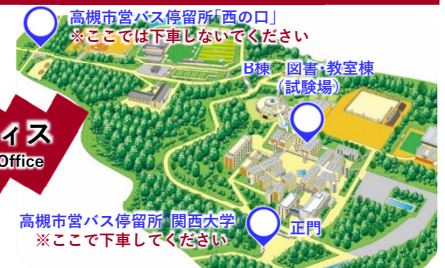 高槻市営バス停留所「西の口」
※ここでは下車しないでください
B棟 図書・教室棟
(試験場)
ィス
Office
高槻市営バス停留所「関西大学」
※ここで下車してください
正門